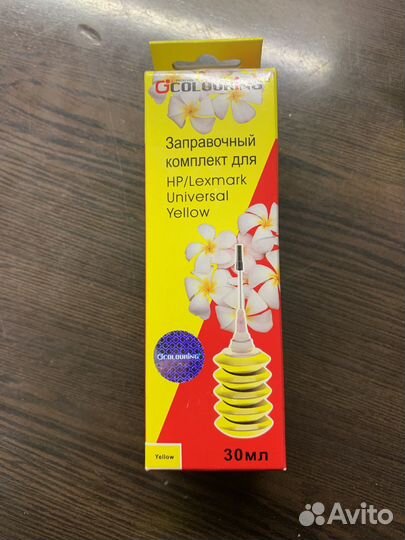 COLOURING
Заправочный
комплект для
HP/Lexmark
Universal
Yellow
COLOURING
Yellow
30мл
Avito